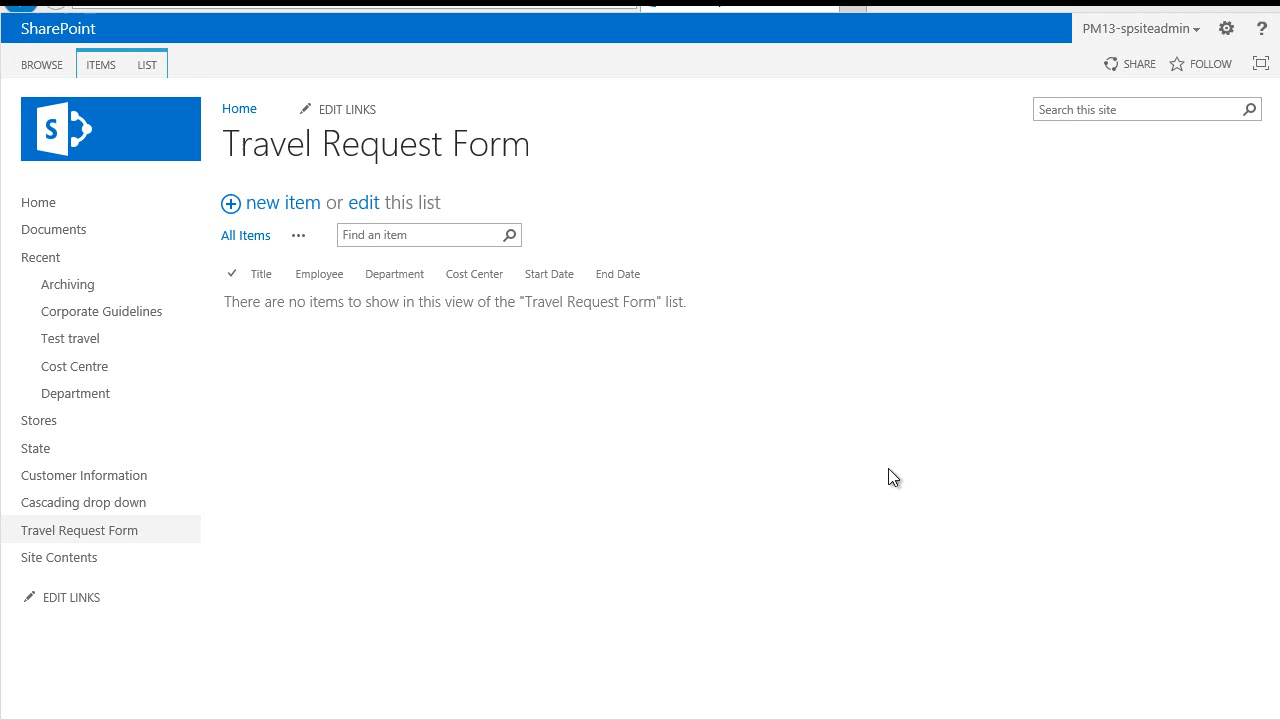 SharePoint
PM13-spsiteadmin
?
BROWSE ITEMS LIST
SHARE FOLLOW
S
Home EDIT LINKS
Search this site
Travel Request Form
new item or edit this list
All Items ... Find an item
Title Employee Department Cost Center Start Date End Date
There are no items to show in this view of the "Travel Request Form" list.
Home
Documents
Recent
Archiving
Corporate Guidelines
Test travel
Cost Centre
Department
Stores
State
Customer Information
Cascading drop down
Travel Request Form
Site Contents
EDIT LINKS